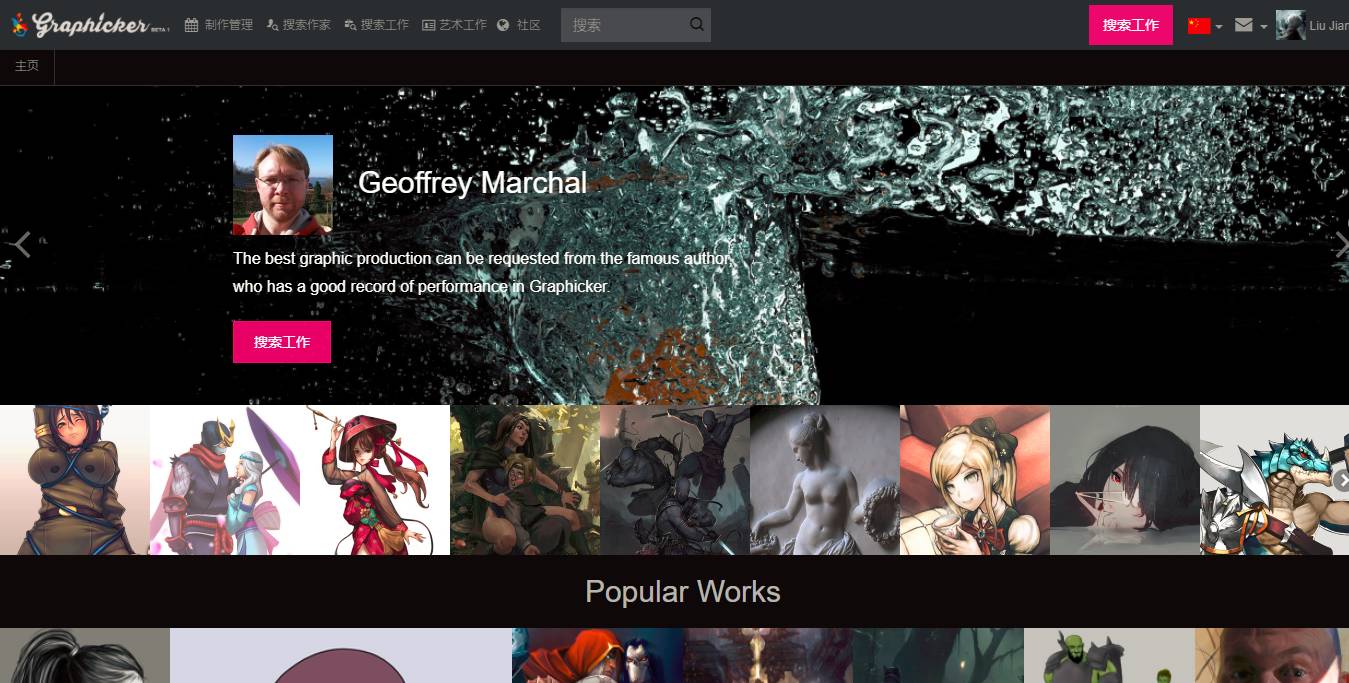 Graphicker BETA 1
制作管理
搜索作家
搜索工作
艺术工作
社区
搜索
搜索工作
Liu Jian
主页
Geoffrey Marchal
The best graphic production can be requested from the famous author,
who has a good record of performance in Graphicker.
搜索工作
Popular Works